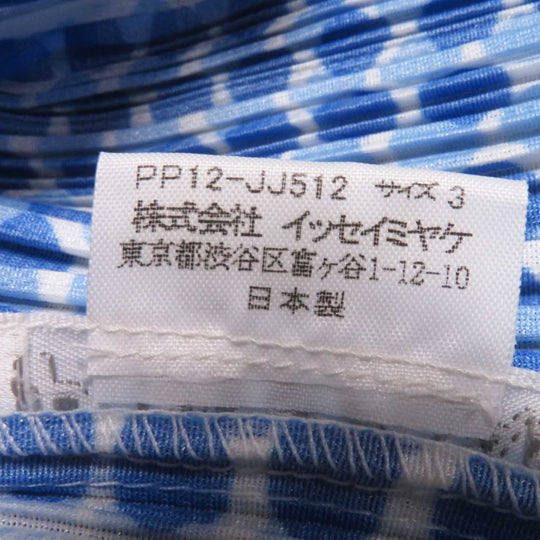 PP12-JJ512 サイズ 3
株式会社 イッセイミヤケ
東京都渋谷区富ヶ谷1-12-10
日本製